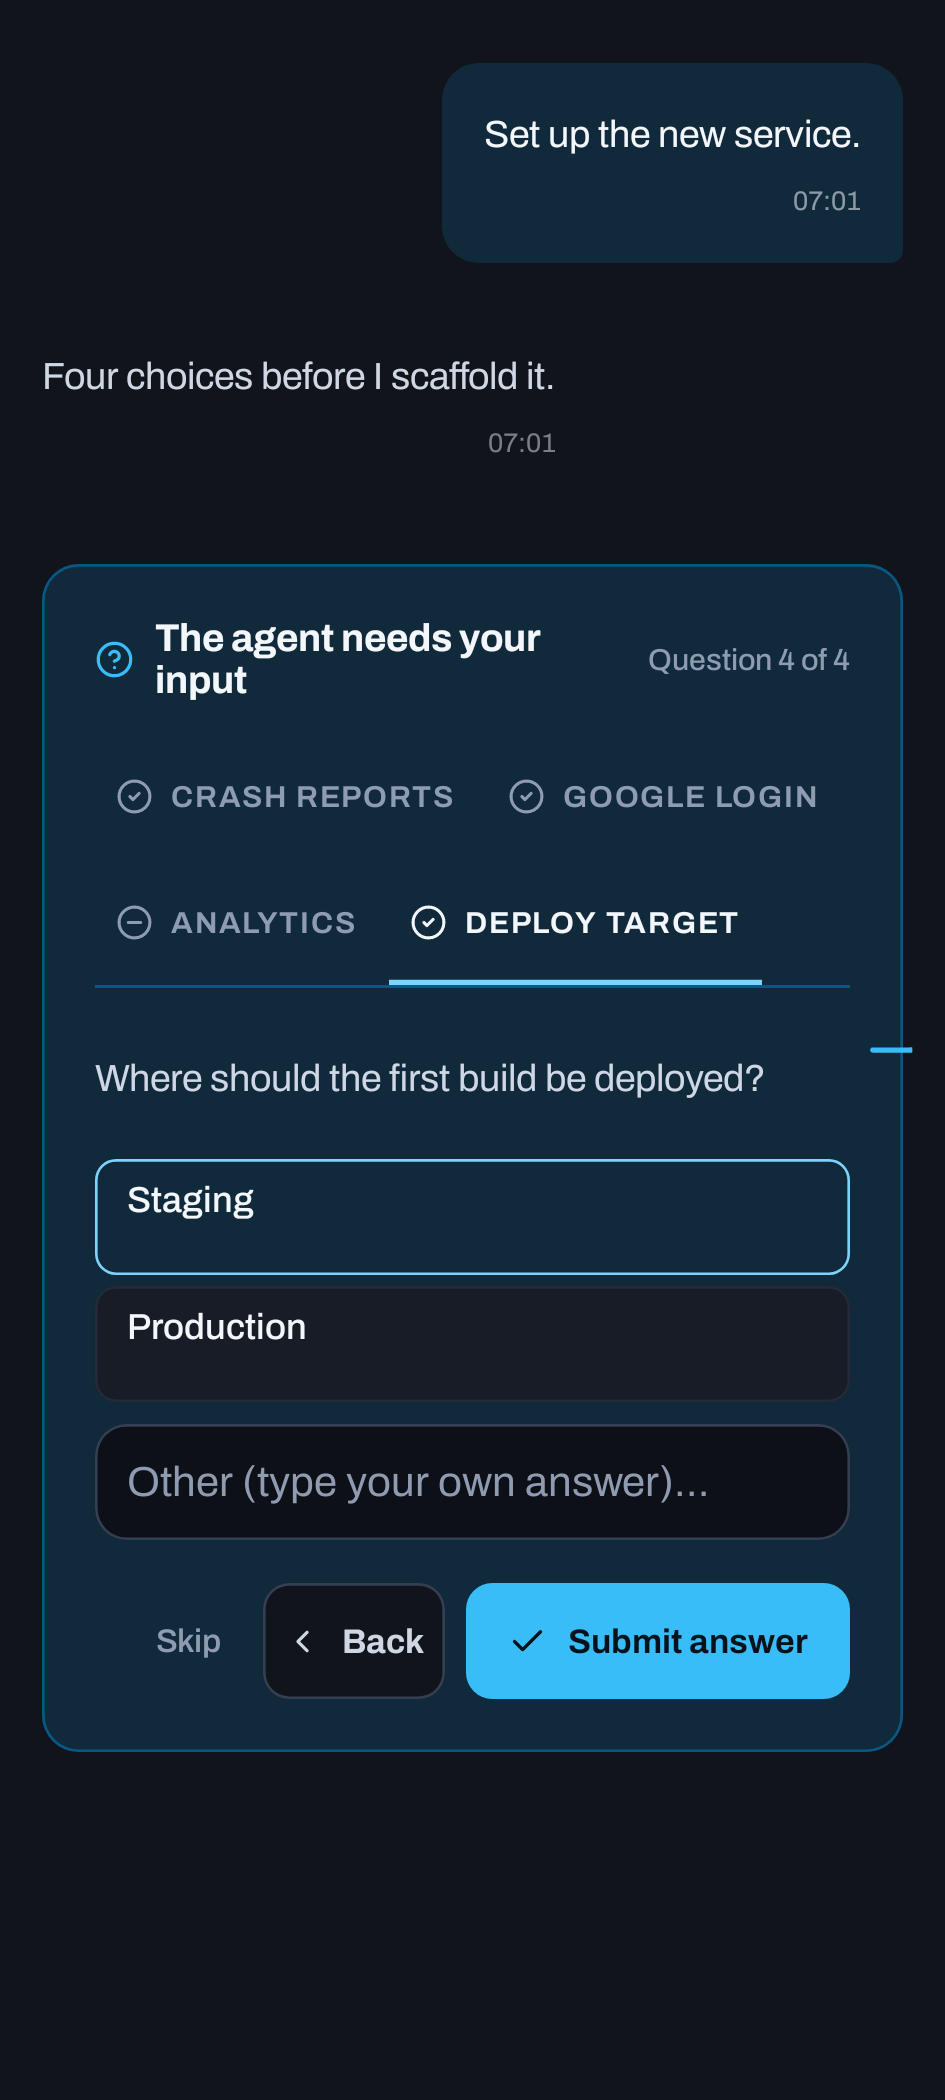 Set up the new service.
07:01
Four choices before I scaffold it.
07:01
The agent needs your
input
Question 4 of 4
CRASH REPORTS
GOOGLE LOGIN
ANALYTICS
DEPLOY TARGET
Where should the first build be deployed?
Staging
Production
Other (type your own answer)...
Skip
Back
Submit answer